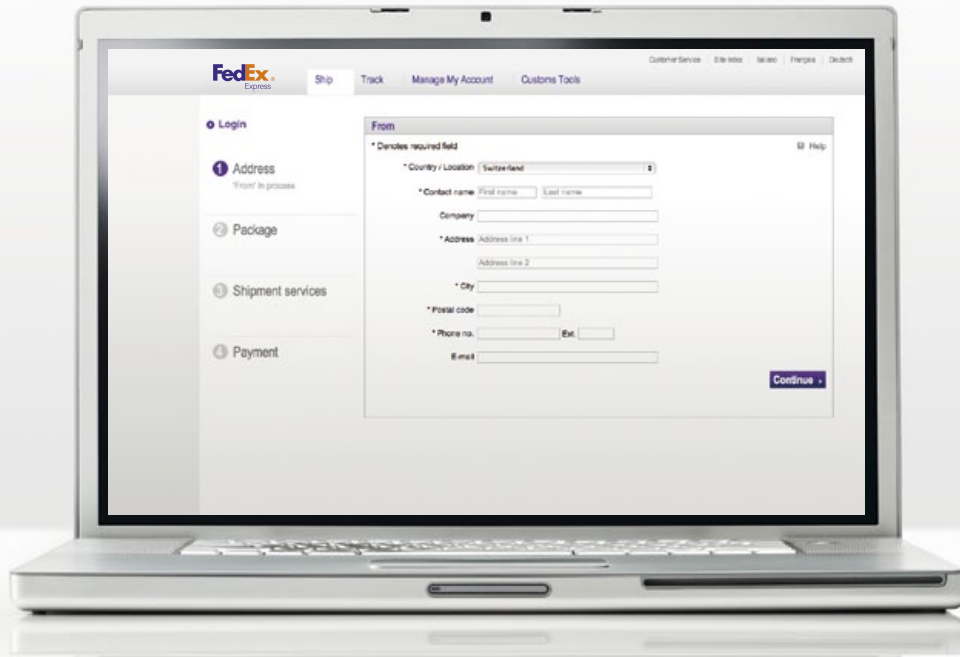 Customer Service | Site Index | Italiano | Français | Deutsch
FedEx®
Express
Ship Track Manage My Account Customs Tools
Login
From
* Denotes required field
Help
1 Address
'From' In process
* Country / Location Switzerland
* Contact name First name Last name
Company
2 Package
* Address Address line 1
Address line 2
* City
3 Shipment services
* Postal code
* Phone no. Ext.
4 Payment
E-mail
Continue